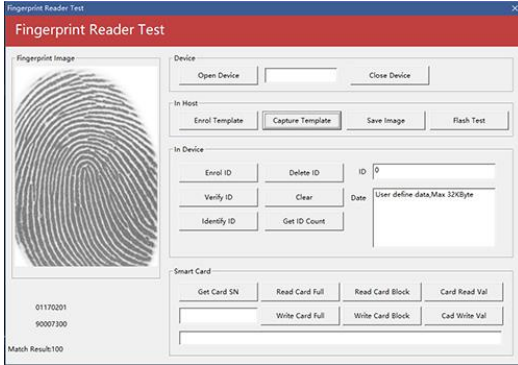 Fingerprint Reader Test
Fingerprint Reader Test
Fingerprint Image
Device
Open Device
Close Device
In Host
Enrol Template
Capture Template
Save Image
Flash Test
In Device
Enrol ID
Delete ID
ID
0
Verify ID
Clear
Date
User define data,Max 32KByte
Identify ID
Get ID Count
Smart Card
Get Card SN
Read Card Full
Read Card Block
Card Read Val
Write Card Full
Write Card Block
Cad Write Val
01170201
90007300
Match Result:100